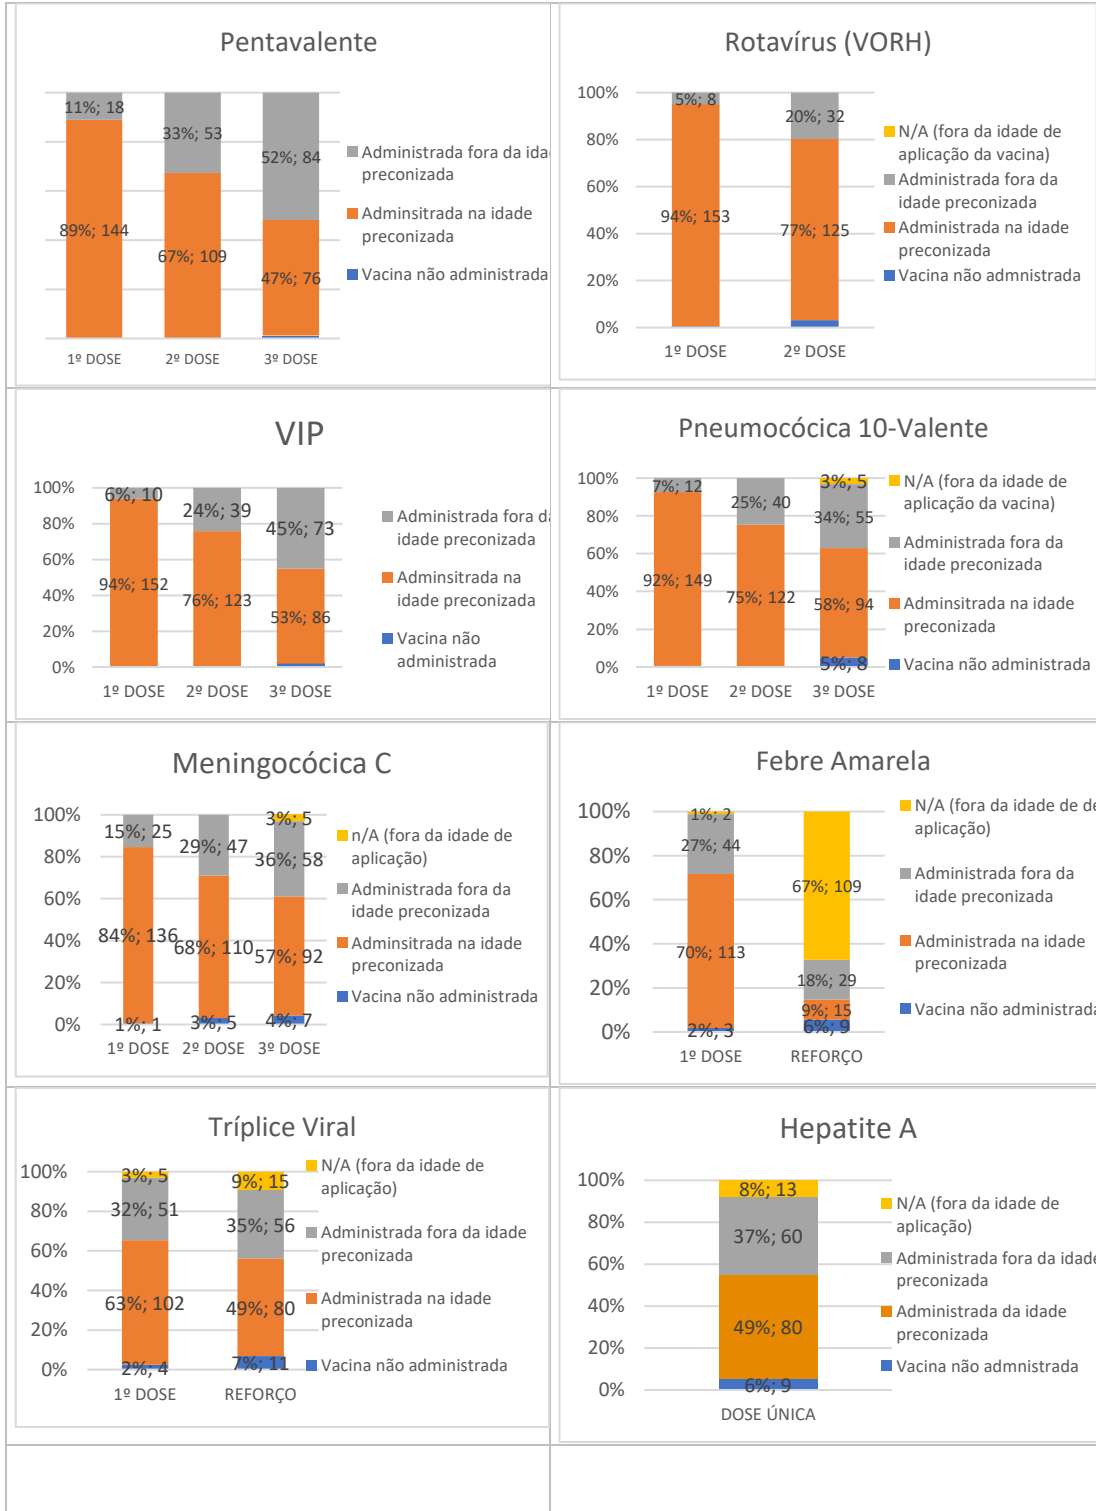 Pentavalente
11%; 18
33%; 53
52%; 84
89%; 144
67%; 109
47%; 76
1º DOSE
2º DOSE
3º DOSE
Administrada fora da idad
preconizada
Adminsitrada na idade
preconizada
Vacina não administrada
Rotavírus (VORH)
100%
80%
60%
40%
20%
0%
5%; 8
20%; 32
94%; 153
77%; 125
1º DOSE
2º DOSE
N/A (fora da idade de
aplicação da vacina)
Administrada fora da
idade preconizada
Administrada na idade
preconizada
Vacina não admnistrada
VIP
100%
80%
60%
40%
20%
0%
6%; 10
24%; 39
45%; 73
94%; 152
76%; 123
53%; 86
1º DOSE
2º DOSE
3º DOSE
Administrada fora da
idade preconizada
Adminsitrada na
idade preconizada
Vacina não
administrada
Pneumocócica 10-Valente
100%
80%
60%
40%
20%
0%
7%; 12
25%; 40
3%; 5
34%; 55
92%; 149
75%; 122
58%; 94
5%; 8
1º DOSE
2º DOSE
3º DOSE
N/A (fora da idade de
aplicação da vacina)
Administrada fora da
idade preconizada
Adminsitrada na idade
preconizada
Vacina não administrada
Meningocócica C
100%
80%
60%
40%
20%
0%
15%; 25
29%; 47
3%; 5
36%; 58
84%; 136
68%; 110
57%; 92
1%; 1
3%; 5
4%; 7
1º DOSE
2º DOSE
3º DOSE
n/A (fora da idade de
aplicação)
Administrada fora da
idade preconizada
Adminsitrada na idade
preconizada
Vacina não administrada
Febre Amarela
100%
80%
60%
40%
20%
0%
1%; 2
27%; 44
67%; 109
70%; 113
18%; 29
9%; 15
2%; 3
6%; 9
1º DOSE
REFORÇO
N/A (fora da idade de de
aplicação)
Administrada fora da
idade preconizada
Administrada na idade
preconizada
Vacina não administrada
Tríplice Viral
100%
80%
60%
40%
20%
0%
3%; 5
9%; 15
32%; 51
35%; 56
63%; 102
49%; 80
2%; 4
7%; 11
1º DOSE
REFORÇO
N/A (fora da idade de
aplicação)
Administrada fora da idade
preconizada
Administrada na idade
preconizada
Vacina não administrada
Hepatite A
100%
80%
60%
40%
20%
0%
8%; 13
37%; 60
49%; 80
6%; 9
DOSE ÚNICA
N/A (fora da idade de
aplicação)
Administrada fora da idade
preconizada
Administrada da idade
preconizada
Vacina não admnistrada